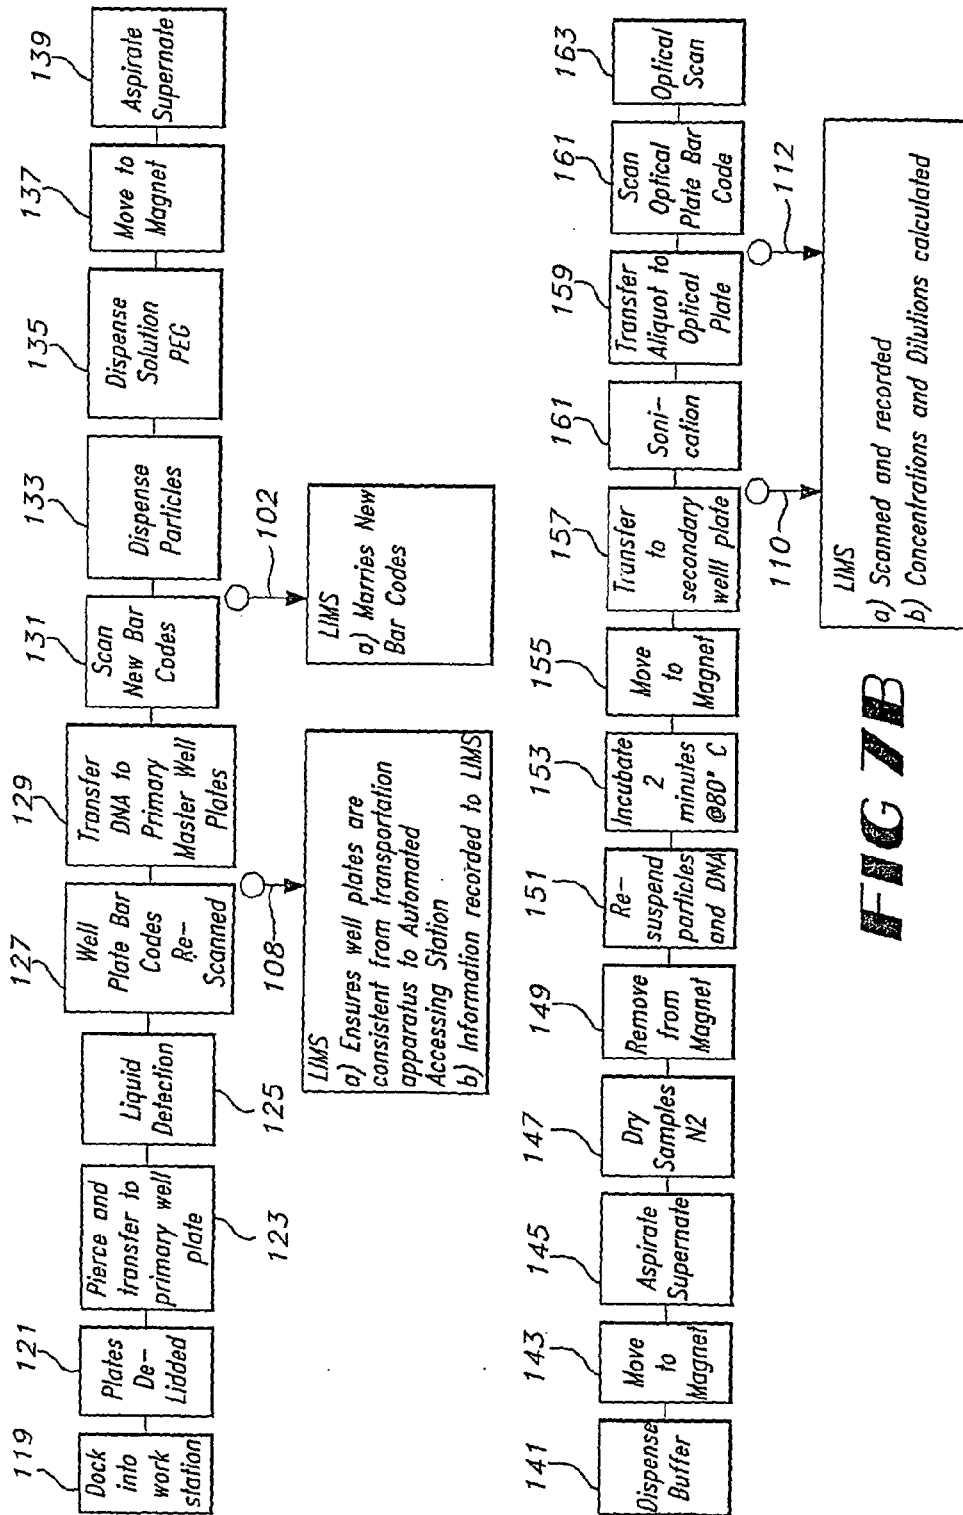 119
Dock
into
work
station
121
Plates
De-
Lidded
Pierce and
transfer to
primary well
plate
123
Liquid
Detection
125
127
Well
Plate Bar
Codes
Re-
Scanned
129
Transfer
DNA to
Primary
Master Well
Plates
131
Scan
New Bar
Codes
133
Dispense
Particles
135
Dispense
Solution
PEG
137
Move to
Magnet
139
Aspirate
Supernate
108
LIMS
a) Ensures well plates are
consistent from transportation
apparatus to Automated
Accessing Station
b) Information recorded to LIMS
102
LIMS
a) Marries New
Bar Codes
141
Dispense
Buffer
143
Move
to
Magnet
145
Aspirate
Supernate
147
Dry
Samples
N2
149
Remove
from
Magnet
151
Re-
suspend
particles
and DNA
153
Incubate
2
minutes
@80° C
155
Move
to
Magnet
157
Transfer
to
secondary
welll plate
161
Soni-
cation
159
Transfer
Aliquot to
Optical
Plate
161
Scan
Optical
Plate Bar
Code
163
Optical
Scan
110
112
LIMS
a) Scanned and recorded
b) Concentrations and Dilutions calculated
FIG 7B